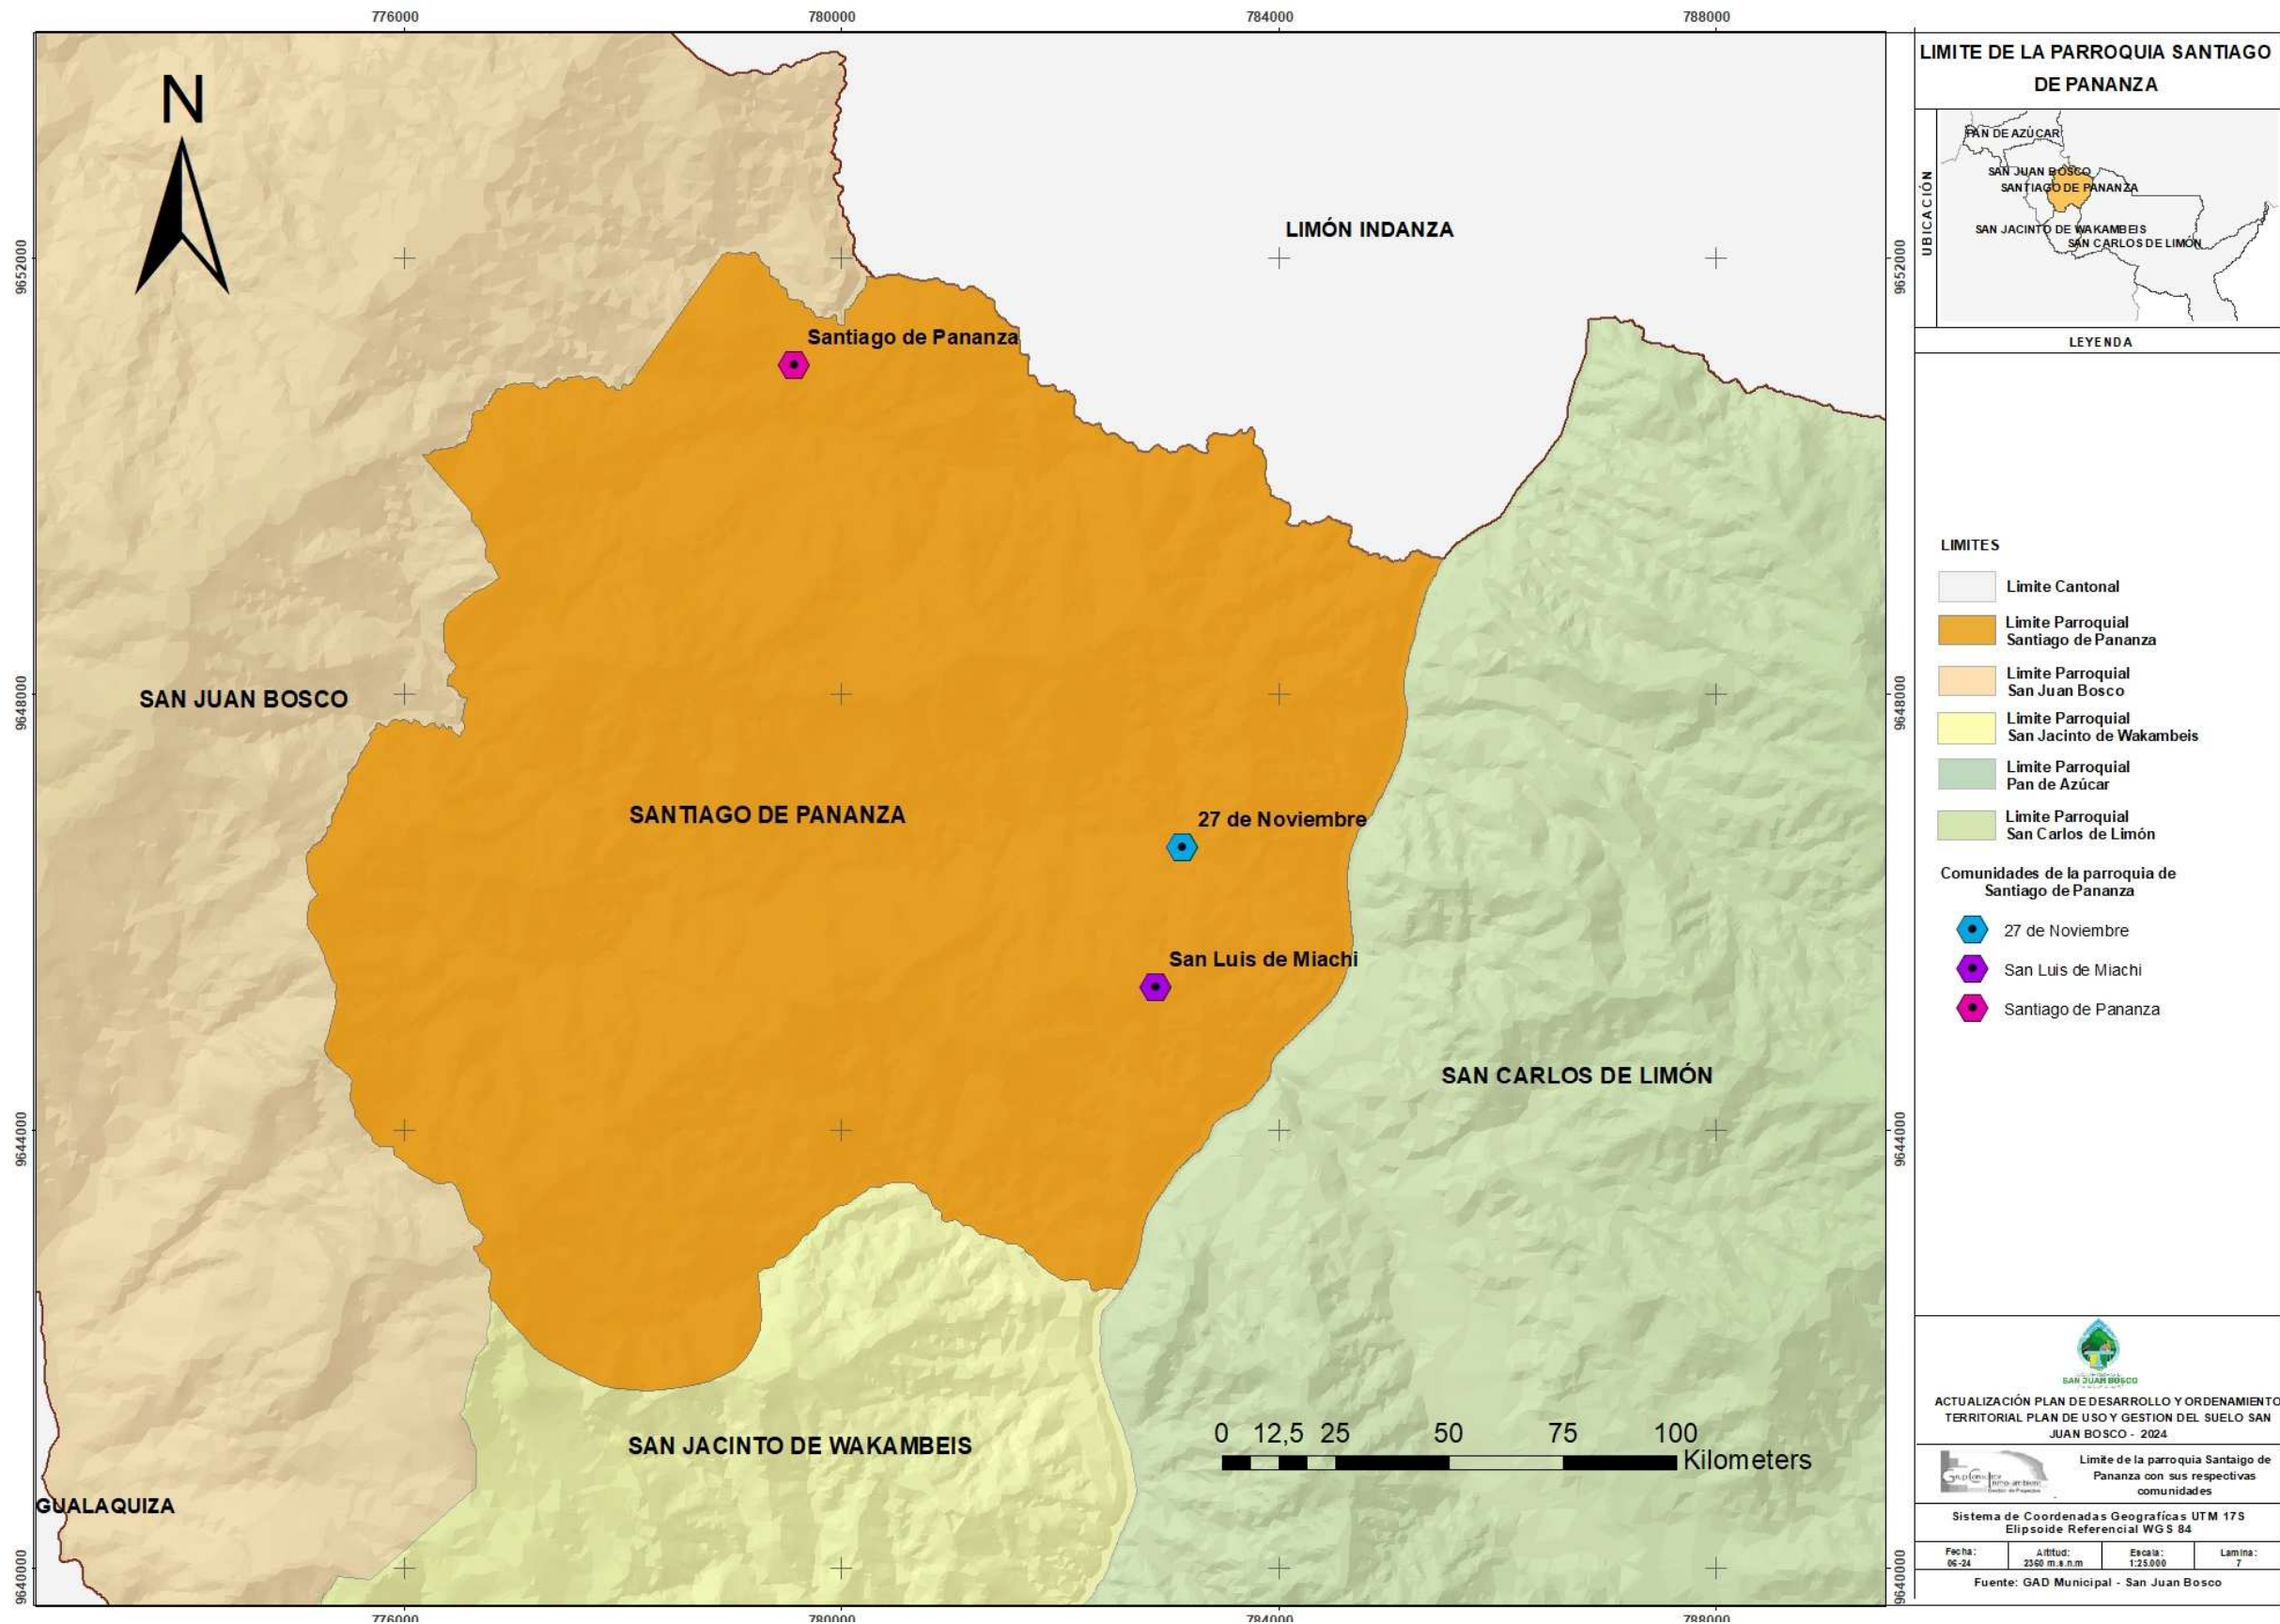 776000
780000
784000
788000
N
9652000
9648000
9644000
9640000
LIMÓN INDANZA
Santiago de Pananza
SAN JUAN BOSCO
SANTIAGO DE PANANZA
27 de Noviembre
San Luis de Miachi
SAN CARLOS DE LIMÓN
SAN JACINTO DE WAKAMBEIS
GUALAQUIZA
0 12,5 25 50 75 100
Kilometers
9652000
9648000
9644000
9640000
776000
780000
784000
788000
LIMITE DE LA PARROQUIA SANTIAGO
DE PANANZA
UBICACIÓN
PAN DE AZÚCAR
SAN JUAN BOSCO
SANTIAGO DE PANANZA
SAN JACINTO DE WAKAMBEIS
SAN CARLOS DE LIMÓN
LEYENDA
LIMITES
Limite Cantonal
Limite Parroquial
Santiago de Pananza
Limite Parroquial
San Juan Bosco
Limite Parroquial
San Jacinto de Wakambeis
Limite Parroquial
Pan de Azúcar
Limite Parroquial
San Carlos de Limón
Comunidades de la parroquia de
Santiago de Pananza
27 de Noviembre
San Luis de Miachi
Santiago de Pananza
SAN JUAN BOSCO
ACTUALIZACIÓN PLAN DE DESARROLLO Y ORDENAMIENTO
TERRITORIAL PLAN DE USO Y GESTION DEL SUELO SAN
JUAN BOSCO - 2024
Limite de la parroquia Santaigo de
Pananza con sus respectivas
comunidades
Sistema de Coordenadas Geografícas UTM 17S
Elipsoide Referencial WGS 84
Fecha:
06-24
Altitud:
2360 m.s.n.m
Escala:
1:25.000
Lamina:
7
Fuente: GAD Municipal - San Juan Bosco